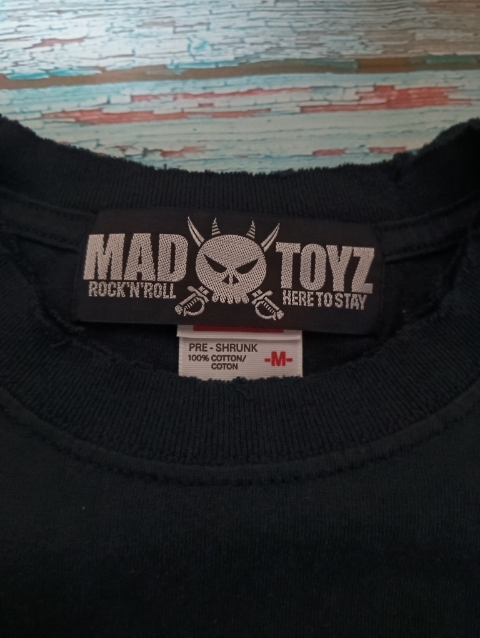 MAD TOYZ
ROCK'N'ROLL HERE TO STAY
PRE-SHRUNK
100% COTTON/
COTON
-M-